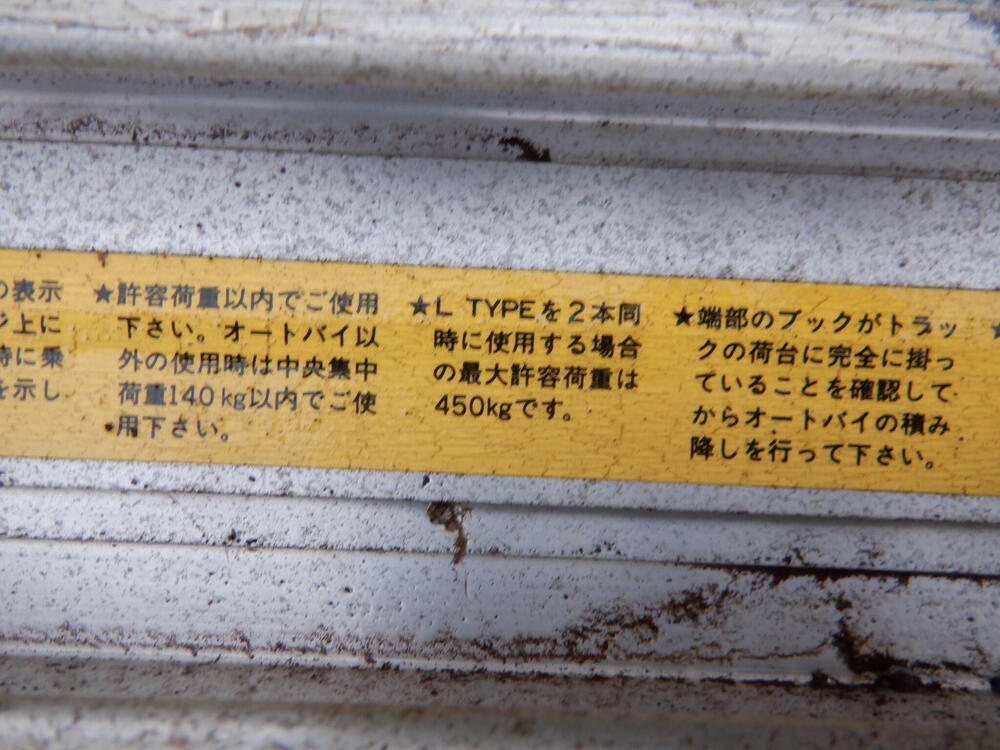 の表示
ジ上に
時に乗
を示し
★許容荷重以内でご使用
下さい。オートバイ以
外の使用時は中央集中
荷重140kg以内でご使
用下さい。
★L TYPEを2本同
時に使用する場合
の最大許容荷重は
450kgです。
★端部のブックがトラッ
クの荷台に完全に掛っ
ていることを確認して
からオートバイの積み
降しを行って下さい。
★